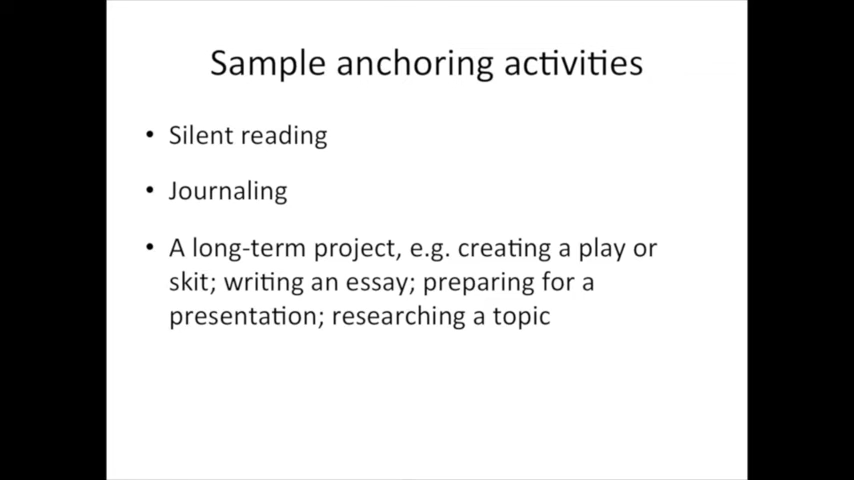 Sample anchoring activities
• Silent reading
• Journaling
• A long-term project, e.g. creating a play or
skit; writing an essay; preparing for a
presentation; researching a topic